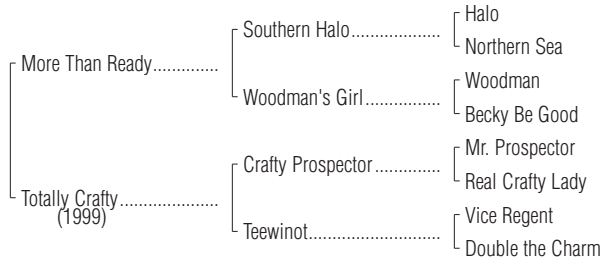 Halo
Southern Halo..................
Northern Sea
More Than Ready.............
Woodman
Woodman's Girl...............
Becky Be Good
Mr. Prospector
Crafty Prospector.............
Real Crafty Lady
Totally Crafty...................
(1999)
Vice Regent
Teewinot..........................
Double the Charm